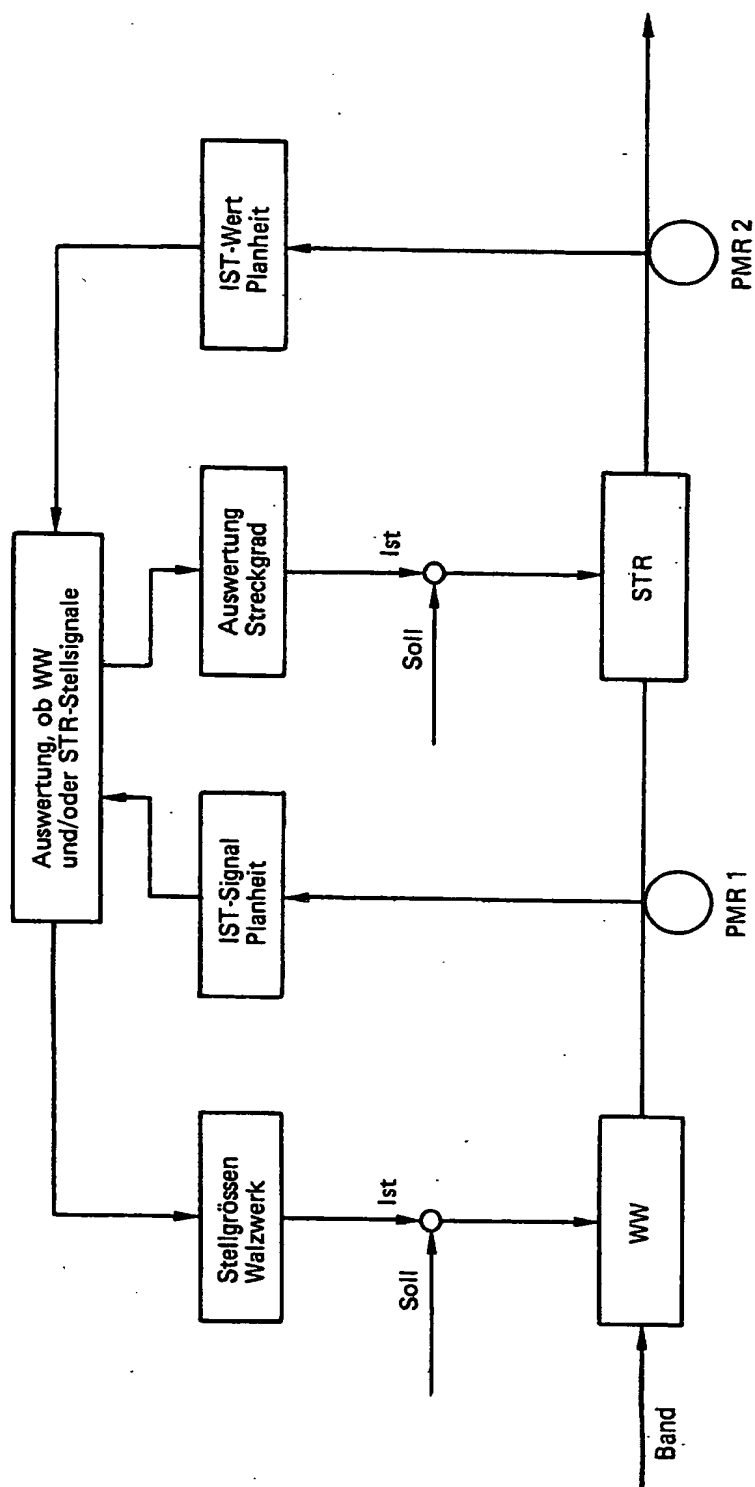 Auswertung, ob WW
und/oder STR-Stellsignale
Stellgrössen
Walzwerk
IST-Signal
Planheit
Auswertung
Streckgrad
IST-Wert
Planheit
Ist
Soll
Ist
Soll
Band
WW
PMR 1
STR
PMR 2